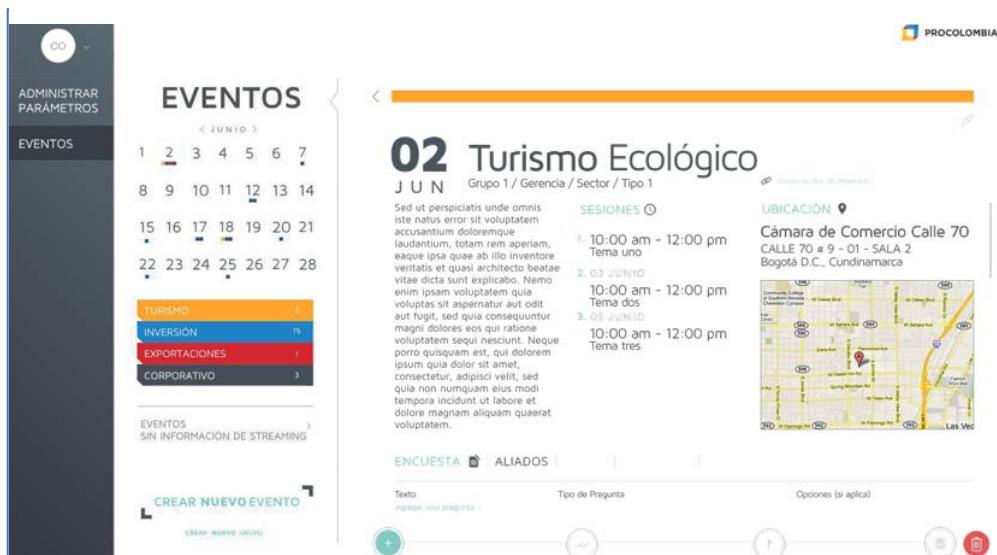 CO
PROCOLOMBIA
ADMINISTRAR
PARÁMETROS
EVENTOS
EVENTOS
< JUNIO >
1 2 3 4 5 6 7
8 9 10 11 12 13 14
15 16 17 18 19 20 21
22 23 24 25 26 27 28
TURISMO 2
INVERSIÓN 15
EXPORTACIONES 1
CORPORATIVO 3
EVENTOS
SIN INFORMACIÓN DE STREAMING
CREAR NUEVO EVENTO
CREAR NUEVO GRUPO
02
JUN
Turismo Ecológico
Grupo 1 / Gerencia / Sector / Tipo 1
Sed ut perspiciatis unde omnis
iste natus error sit voluptatem
accusantium doloremque
laudantium, totam rem aperiam,
eaque ipsa quae ab illo inventore
veritatis et quasi architecto beatae
vitae dicta sunt explicabo. Nemo
enim ipsam voluptatem quia
voluptas sit aspernatur aut odit
aut fugit, sed quia consequuntur
magni dolores eos qui ratione
voluptatem sequi nesciunt. Neque
porro quisquam est, qui dolorem
ipsum quia dolor sit amet,
consectetur, adipisci velit, sed
quia non numquam eius modi
tempora incidunt ut labore et
dolore magnam aliquam quaerat
voluptatem.
SESIONES
1. 10:00 am - 12:00 pm
Tema uno
2. 03 JUNIO
10:00 am - 12:00 pm
Tema dos
3. 05 JUNIO
10:00 am - 12:00 pm
Tema tres
UBICACIÓN
Cámara de Comercio Calle 70
CALLE 70 # 9 - 01 - SALA 2
Bogotá D.C., Cundinamarca
Las Veg
ENCUESTA ALIADOS
Texto Tipo de Pregunta Opciones (si aplica)
Agregar una pregunta